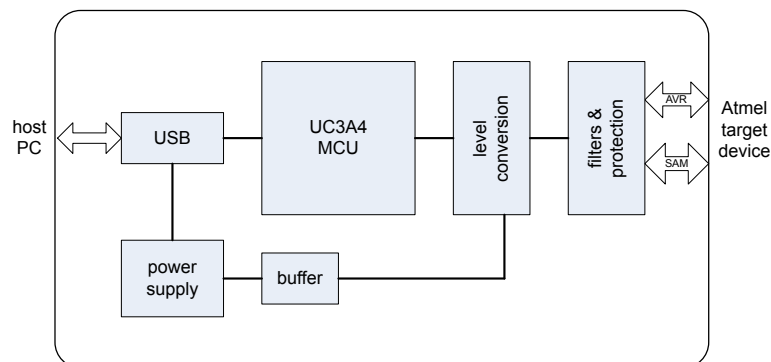 host
PC
USB
UC3A4
MCU
level
conversion
filters &
protection
AVR
SAM
Atmel
target
device
power
supply
buffer